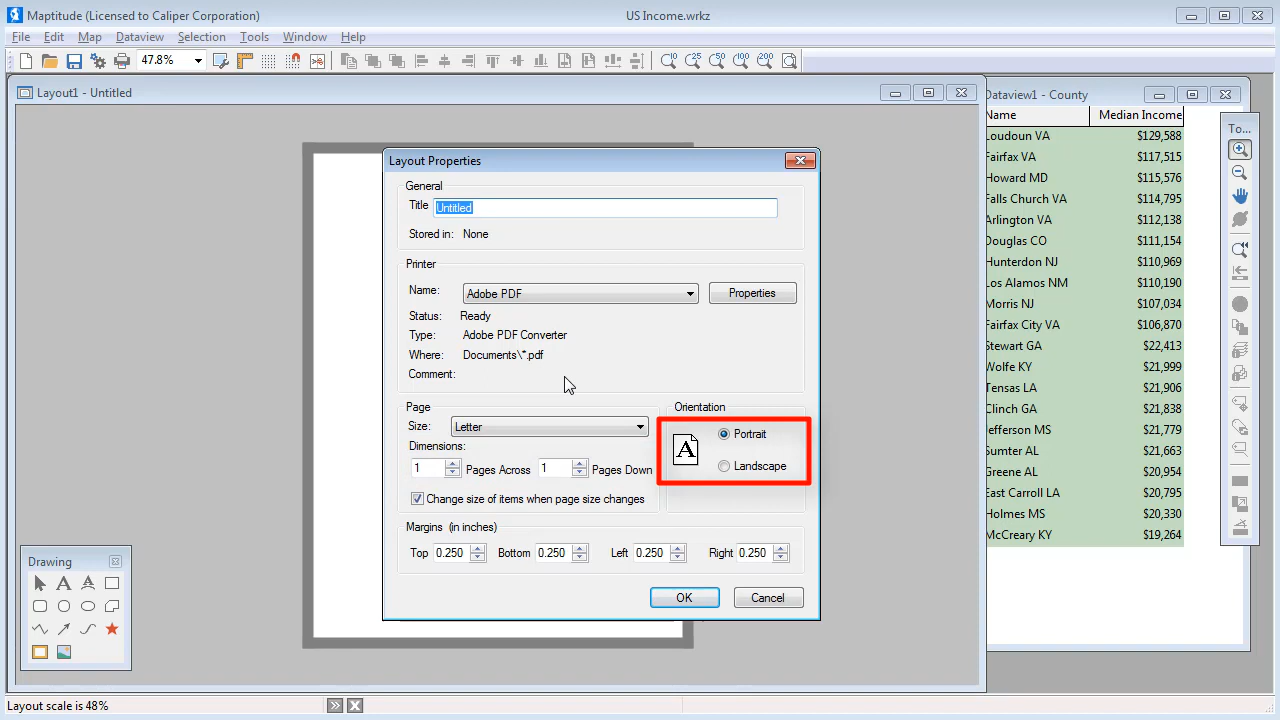 Maptitude (Licensed to Caliper Corporation) US Income.wrkz
File Edit Map Dataview Selection Tools Window Help
47.8% 10 25 50 100 200
Layout1 - Untitled
Layout Properties
General
Title Untitled
Stored in: None
Printer
Name: Adobe PDF Properties
Status: Ready
Type: Adobe PDF Converter
Where: Documents\*.pdf
Comment:
Page
Size: Letter
Dimensions:
1 Pages Across 1 Pages Down
Change size of items when page size changes
Orientation
A Portrait
Landscape
Margins (in inches)
Top 0.250 Bottom 0.250 Left 0.250 Right 0.250
OK Cancel
Dataview1 - County
Name Median Income
Loudoun VA $129,588
Fairfax VA $117,515
Howard MD $115,576
Falls Church VA $114,795
Arlington VA $112,138
Douglas CO $111,154
Hunterdon NJ $110,969
Los Alamos NM $110,930
Morris NJ $107,034
Fairfax City VA $106,870
Stewart GA $22,413
Wolfe KY $21,999
Tensas LA $21,906
Clinch GA $21,838
Jefferson MS $21,779
Sumter AL $21,663
Greene AL $20,954
East Carroll LA $20,795
Holmes MS $20,330
McCreary KY $19,264
To...
Drawing
A A
Layout scale is 48%